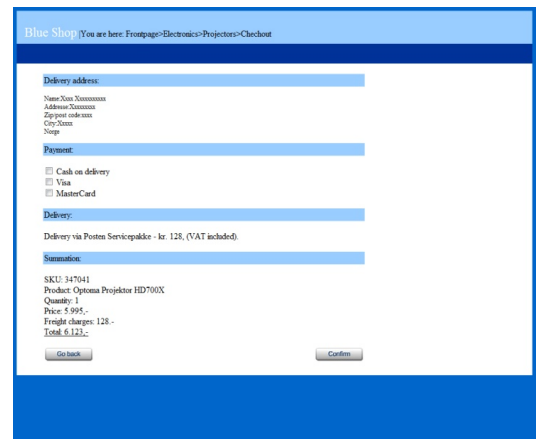 Blue Shop |You are here: Frontpage>Electronics>Projectors>Chechout
Delivery address:
Name:Xxxx Xxxxxxxxxx
Addresse:Xxxxxxxx
Zip/post code:xxxx
City:Xxxxx
Norge
Payment:
Cash on delivery
Visa
MasterCard
Delivery:
Delivery via Posten Servicepakke - kr. 128, (VAT included).
Summation:
SKU: 347041
Product: Optoma Projektor HD700X
Quantity: 1
Price: 5.995,-
Freight charges: 128.-
Total: 6.123,-
Go back Confirm